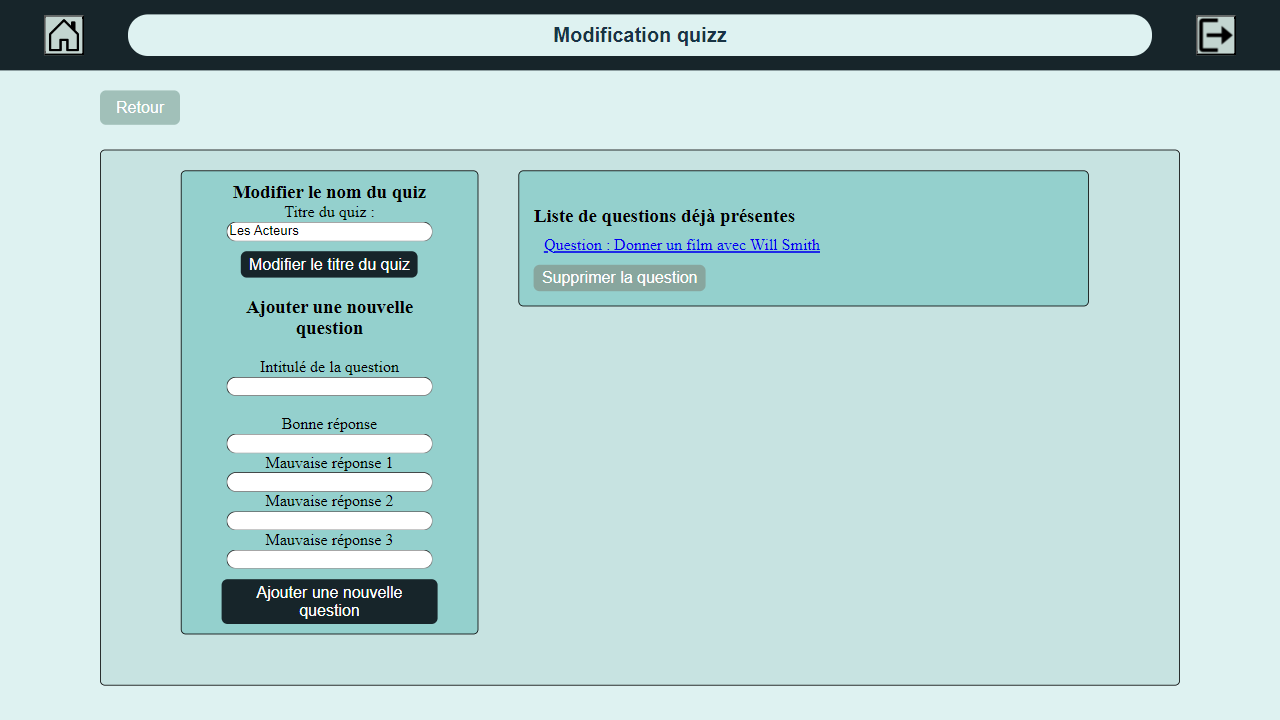 Modification quizz
Retour
Modifier le nom du quiz
Titre du quiz :
Les Acteurs
Modifier le titre du quiz
Ajouter une nouvelle
question
Intitulé de la question
Bonne réponse
Mauvaise réponse 1
Mauvaise réponse 2
Mauvaise réponse 3
Ajouter une nouvelle
question
Liste de questions déjà présentes
Question : Donner un film avec Will Smith
Supprimer la question